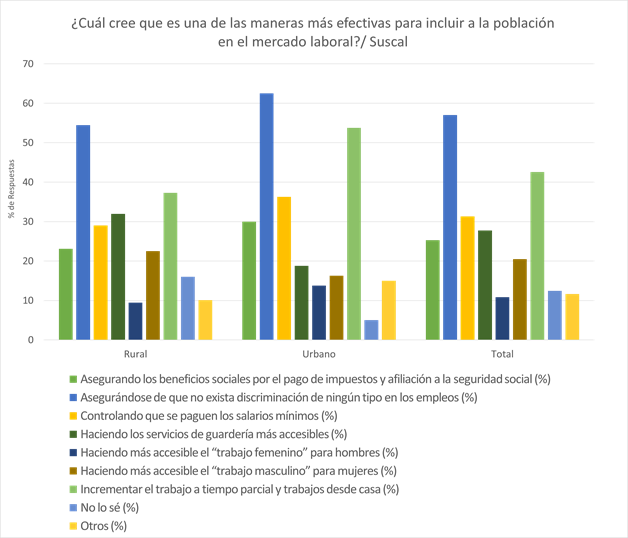 ¿Cuál cree que es una de las maneras más efectivas para incluir a la población
en el mercado laboral?/ Suscal
70
60
50
40
30
20
10
0
% de Respuestas
Rural Urbano Total
Asegurando los beneficios sociales por el pago de impuestos y afiliación a la seguridad social (%)
Asegurándose de que no exista discriminación de ningún tipo en los empleos (%)
Controlando que se paguen los salarios mínimos (%)
Haciendo los servicios de guardería más accesibles (%)
Haciendo más accesible el “trabajo femenino” para hombres (%)
Haciendo más accesible el “trabajo masculino” para mujeres (%)
Incrementar el trabajo a tiempo parcial y trabajos desde casa (%)
No lo sé (%)
Otros (%)